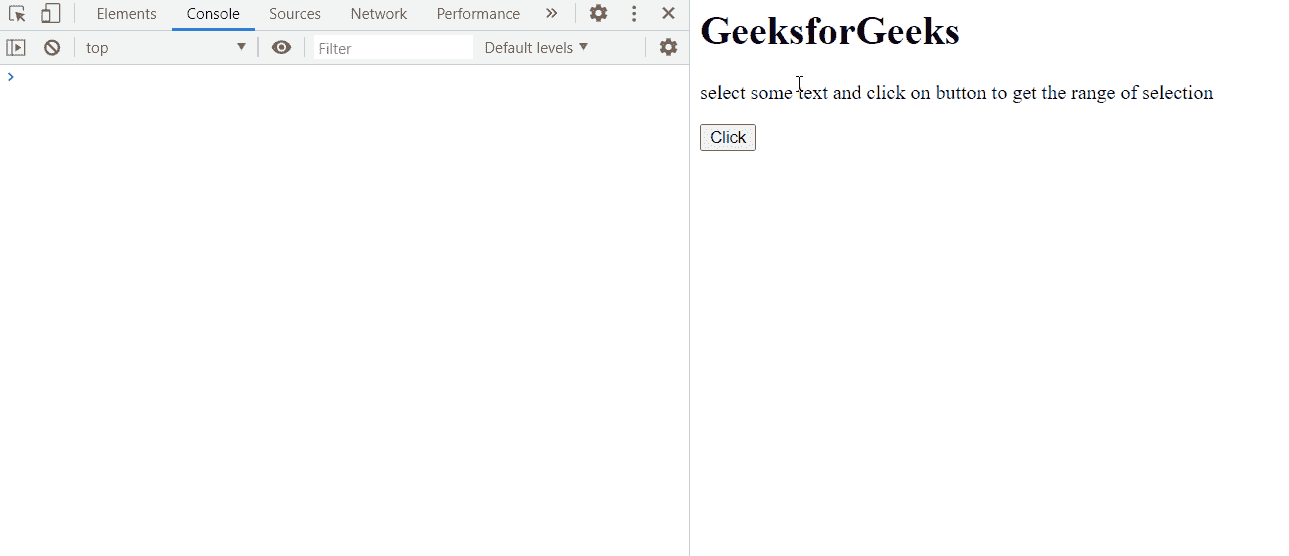 Elements Console Sources Network Performance
top Filter Default levels
GeeksforGeeks
select some text and click on button to get the range of selection
Click